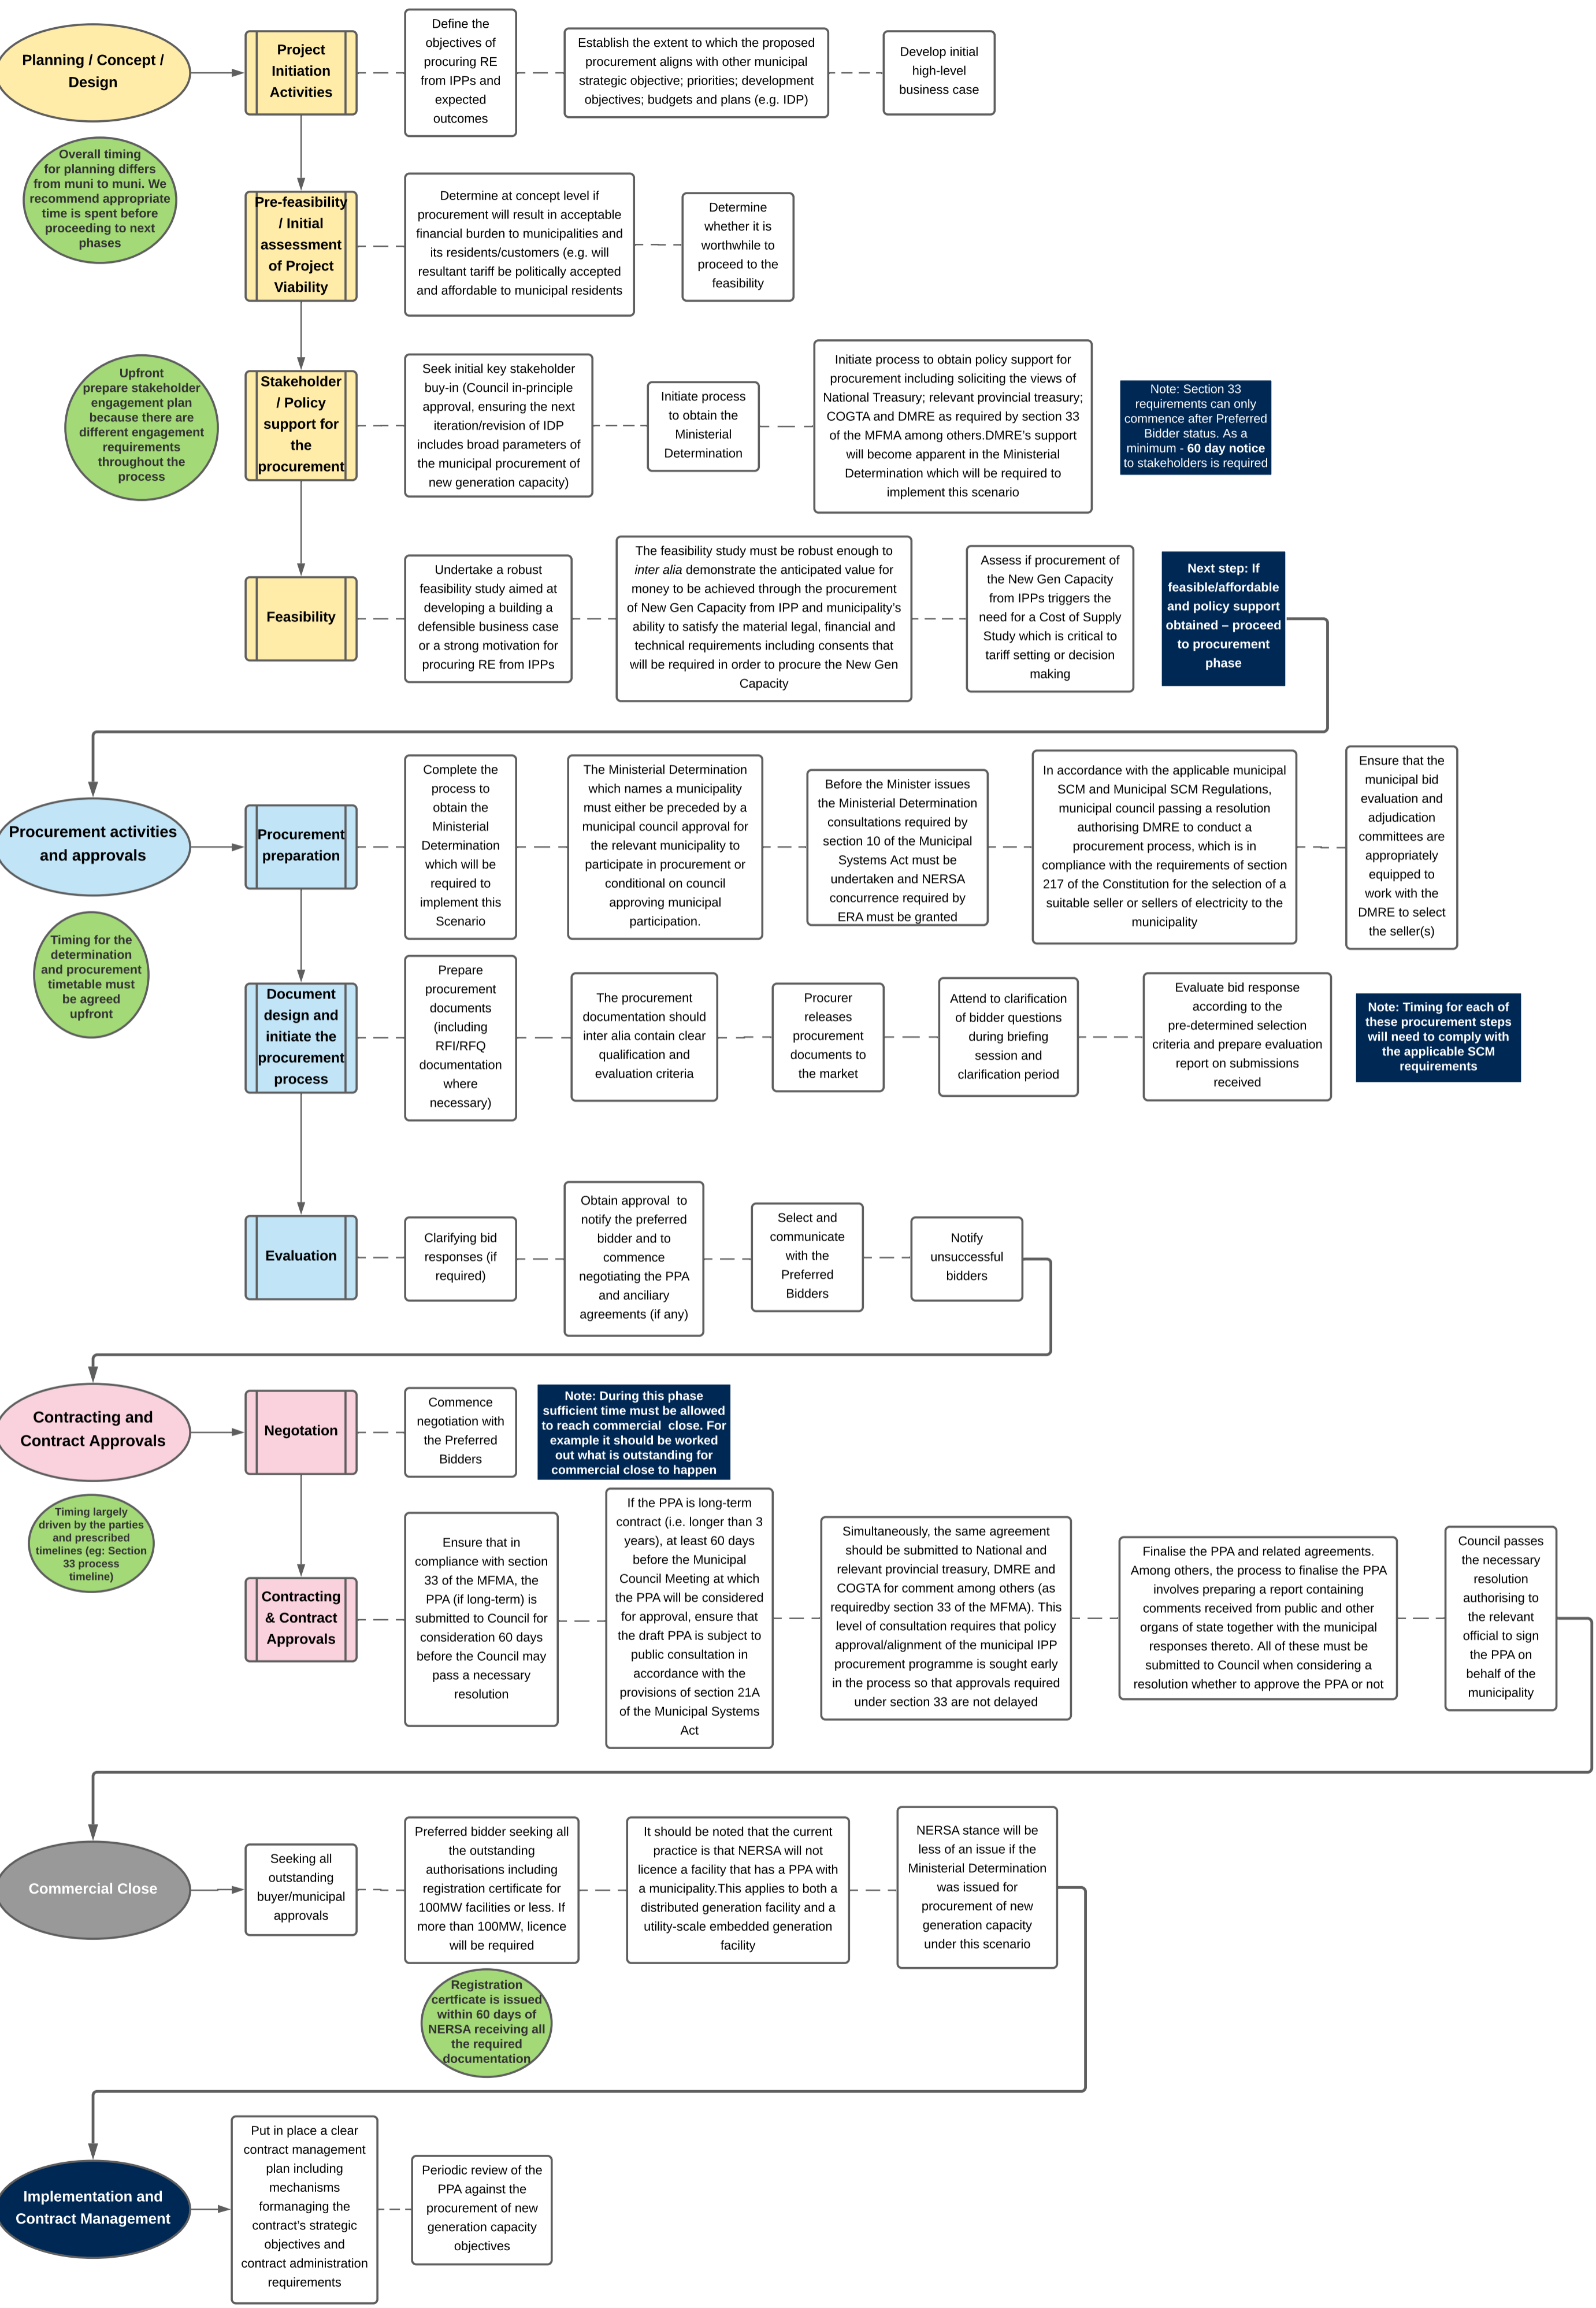 Planning / Concept /
Design
Project
Initiation
Activities
Define the
objectives of
procuring RE
from IPPs and
expected
outcomes
Establish the extent to which the proposed
procurement aligns with other municipal
strategic objective; priorities; development
objectives; budgets and plans (e.g. IDP)
Develop initial
high-level
business case
Overall timing
for planning differs
from muni to muni. We
recommend appropriate
time is spent before
proceeding to next
phases
Pre-feasibility
/ Initial
assessment
of Project
Viability
Determine at concept level if
procurement will result in acceptable
financial burden to municipalities and
its residents/customers (e.g. will
resultant tariff be politically accepted
and affordable to municipal residents
Determine
whether it is
worthwhile to
proceed to the
feasibility
Upfront
prepare stakeholder
engagement plan
because there are
different engagement
requirements
throughout the
process
Stakeholder
/ Policy
support for
the
procurement
Seek initial key stakeholder
buy-in (Council in-principle
approval, ensuring the next
iteration/revision of IDP
includes broad parameters of
the municipal procurement of
new generation capacity)
Initiate process
to obtain the
Ministerial
Determination
Initiate process to obtain policy support for
procurement including soliciting the views of
National Treasury; relevant provincial treasury;
COGTA and DMRE as required by section 33
of the MFMA among others.DMRE's support
will become apparent in the Ministerial
Determination which will be required to
implement this scenario
Note: Section 33
requirements can only
commence after Preferred
Bidder status. As a
minimum - 60 day notice
to stakeholders is required
Feasibility
Undertake a robust
feasibility study aimed at
developing a building a
defensible business case
or a strong motivation for
procuring RE from IPPs
The feasibility study must be robust enough to
inter alia demonstrate the anticipated value for
money to be achieved through the procurement
of New Gen Capacity from IPP and municipality's
ability to satisfy the material legal, financial and
technical requirements including consents that
will be required in order to procure the New Gen
Capacity
Assess if procurement of
the New Gen Capacity
from IPPs triggers the
need for a Cost of Supply
Study which is critical to
tariff setting or decision
making
Next step: If
feasible/affordable
and policy support
obtained – proceed
to procurement
phase
Procurement activities
and approvals
Procurement
preparation
Complete the
process to
obtain the
Ministerial
Determination
which will be
required to
implement this
Scenario
The Ministerial Determination
which names a municipality
must either be preceded by a
municipal council approval for
the relevant municipality to
participate in procurement or
conditional on council
approving municipal
participation.
Before the Minister issues
the Ministerial Determination
consultations required by
section 10 of the Municipal
Systems Act must be
undertaken and NERSA
concurrence required by
ERA must be granted
In accordance with the applicable municipal
SCM and Municipal SCM Regulations,
municipal council passing a resolution
authorising DMRE to conduct a
procurement process, which is in
compliance with the requirements of section
217 of the Constitution for the selection of a
suitable seller or sellers of electricity to the
municipality
Ensure that the
municipal bid
evaluation and
adjudication
committees are
appropriately
equipped to
work with the
DMRE to select
the seller(s)
Timing for the
determination
and procurement
timetable must
be agreed
upfront
Document
design and
initiate the
procurement
process
Prepare
procurement
documents
(including
RFI/RFQ
documentation
where
necessary)
The procurement
documentation should
inter alia contain clear
qualification and
evaluation criteria
Procurer
releases
procurement
documents to
the market
Attend to clarification
of bidder questions
during briefing
session and
clarification period
Evaluate bid response
according to the
pre-determined selection
criteria and prepare evaluation
report on submissions
received
Note: Timing for each of
these procurement steps
will need to comply with
the applicable SCM
requirements
Evaluation
Clarifying bid
responses (if
required)
Obtain approval  to
notify the preferred
bidder and to
commence
negotiating the PPA
and anciliary
agreements (if any)
Select and
communicate
with the
Preferred
Bidders
Notify
unsuccessful
bidders
Contracting and
Contract Approvals
Negotation
Commence
negotiation with
the Preferred
Bidders
Note: During this phase
sufficient time must be allowed
to reach commercial  close. For
example it should be worked
out what is outstanding for
commercial close to happen
Timing largely
driven by the parties
and prescribed
timelines (eg: Section
33 process
timeline)
Contracting
& Contract
Approvals
Ensure that in
compliance with section
33 of the MFMA, the
PPA (if long-term) is
submitted to Council for
consideration 60 days
before the Council may
pass a necessary
resolution
If the PPA is long-term
contract (i.e. longer than 3
years), at least 60 days
before the Municipal
Council Meeting at which
the PPA will be considered
for approval, ensure that
the draft PPA is subject to
public consultation in
accordance with the
provisions of section 21A
of the Municipal Systems
Act
Simultaneously, the same agreement
should be submitted to National and
relevant provincial treasury, DMRE and
COGTA for comment among others (as
requiredby section 33 of the MFMA). This
level of consultation requires that policy
approval/alignment of the municipal IPP
procurement programme is sought early
in the process so that approvals required
under section 33 are not delayed
Finalise the PPA and related agreements.
Among others, the process to finalise the PPA
involves preparing a report containing
comments received from public and other
organs of state together with the municipal
responses thereto. All of these must be
submitted to Council when considering a
resolution whether to approve the PPA or not
Council passes
the necessary
resolution
authorising to
the relevant
official to sign
the PPA on
behalf of the
municipality
Commercial Close
Seeking all
outstanding
buyer/municipal
approvals
Preferred bidder seeking all
the outstanding
authorisations including
registration certificate for
100MW facilities or less. If
more than 100MW, licence
will be required
It should be noted that the current
practice is that NERSA will not
licence a facility that has a PPA with
a municipality.This applies to both a
distributed generation facility and a
utility-scale embedded generation
facility
NERSA stance will be
less of an issue if the
Ministerial Determination
was issued for
procurement of new
generation capacity
under this scenario
Registration
certficate is issued
within 60 days of
NERSA receiving all
the required
documentation
Implementation and
Contract Management
Put in place a clear
contract management
plan including
mechanisms
formanaging the
contract's strategic
objectives and
contract administration
requirements
Periodic review of the
PPA against the
procurement of new
generation capacity
objectives